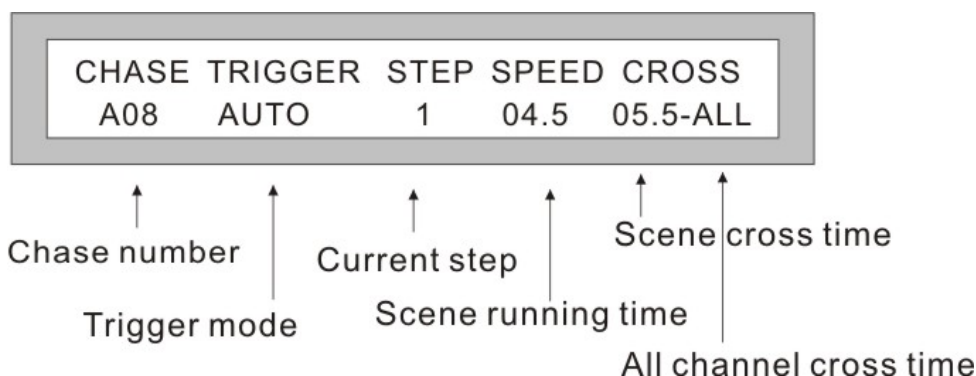 CHASE TRIGGER STEP SPEED CROSS
A08 AUTO 1 04.5 05.5-ALL
Scene cross time
Chase number
Current step
Scene running time
Trigger mode
All channel cross time